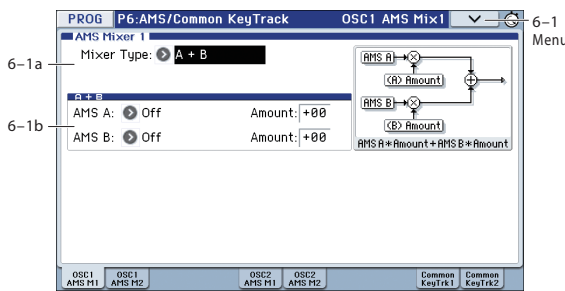 PROG P6:AMS/Common KeyTrack OSC1 AMS Mix1
6–1
Menu
AMS Mixer 1
6–1a
Mixer Type: A + B
AMS A
(A) Amount
AMS B
(B) Amount
AMS A*Amount+AMS B*Amount
A + B
6–1b
AMS A: Off Amount: +00
AMS B: Off Amount: +00
OSC1 AMS M1
OSC1 AMS M2
OSC2 AMS M1
OSC2 AMS M2
Common KeyTrk1
Common KeyTrk2